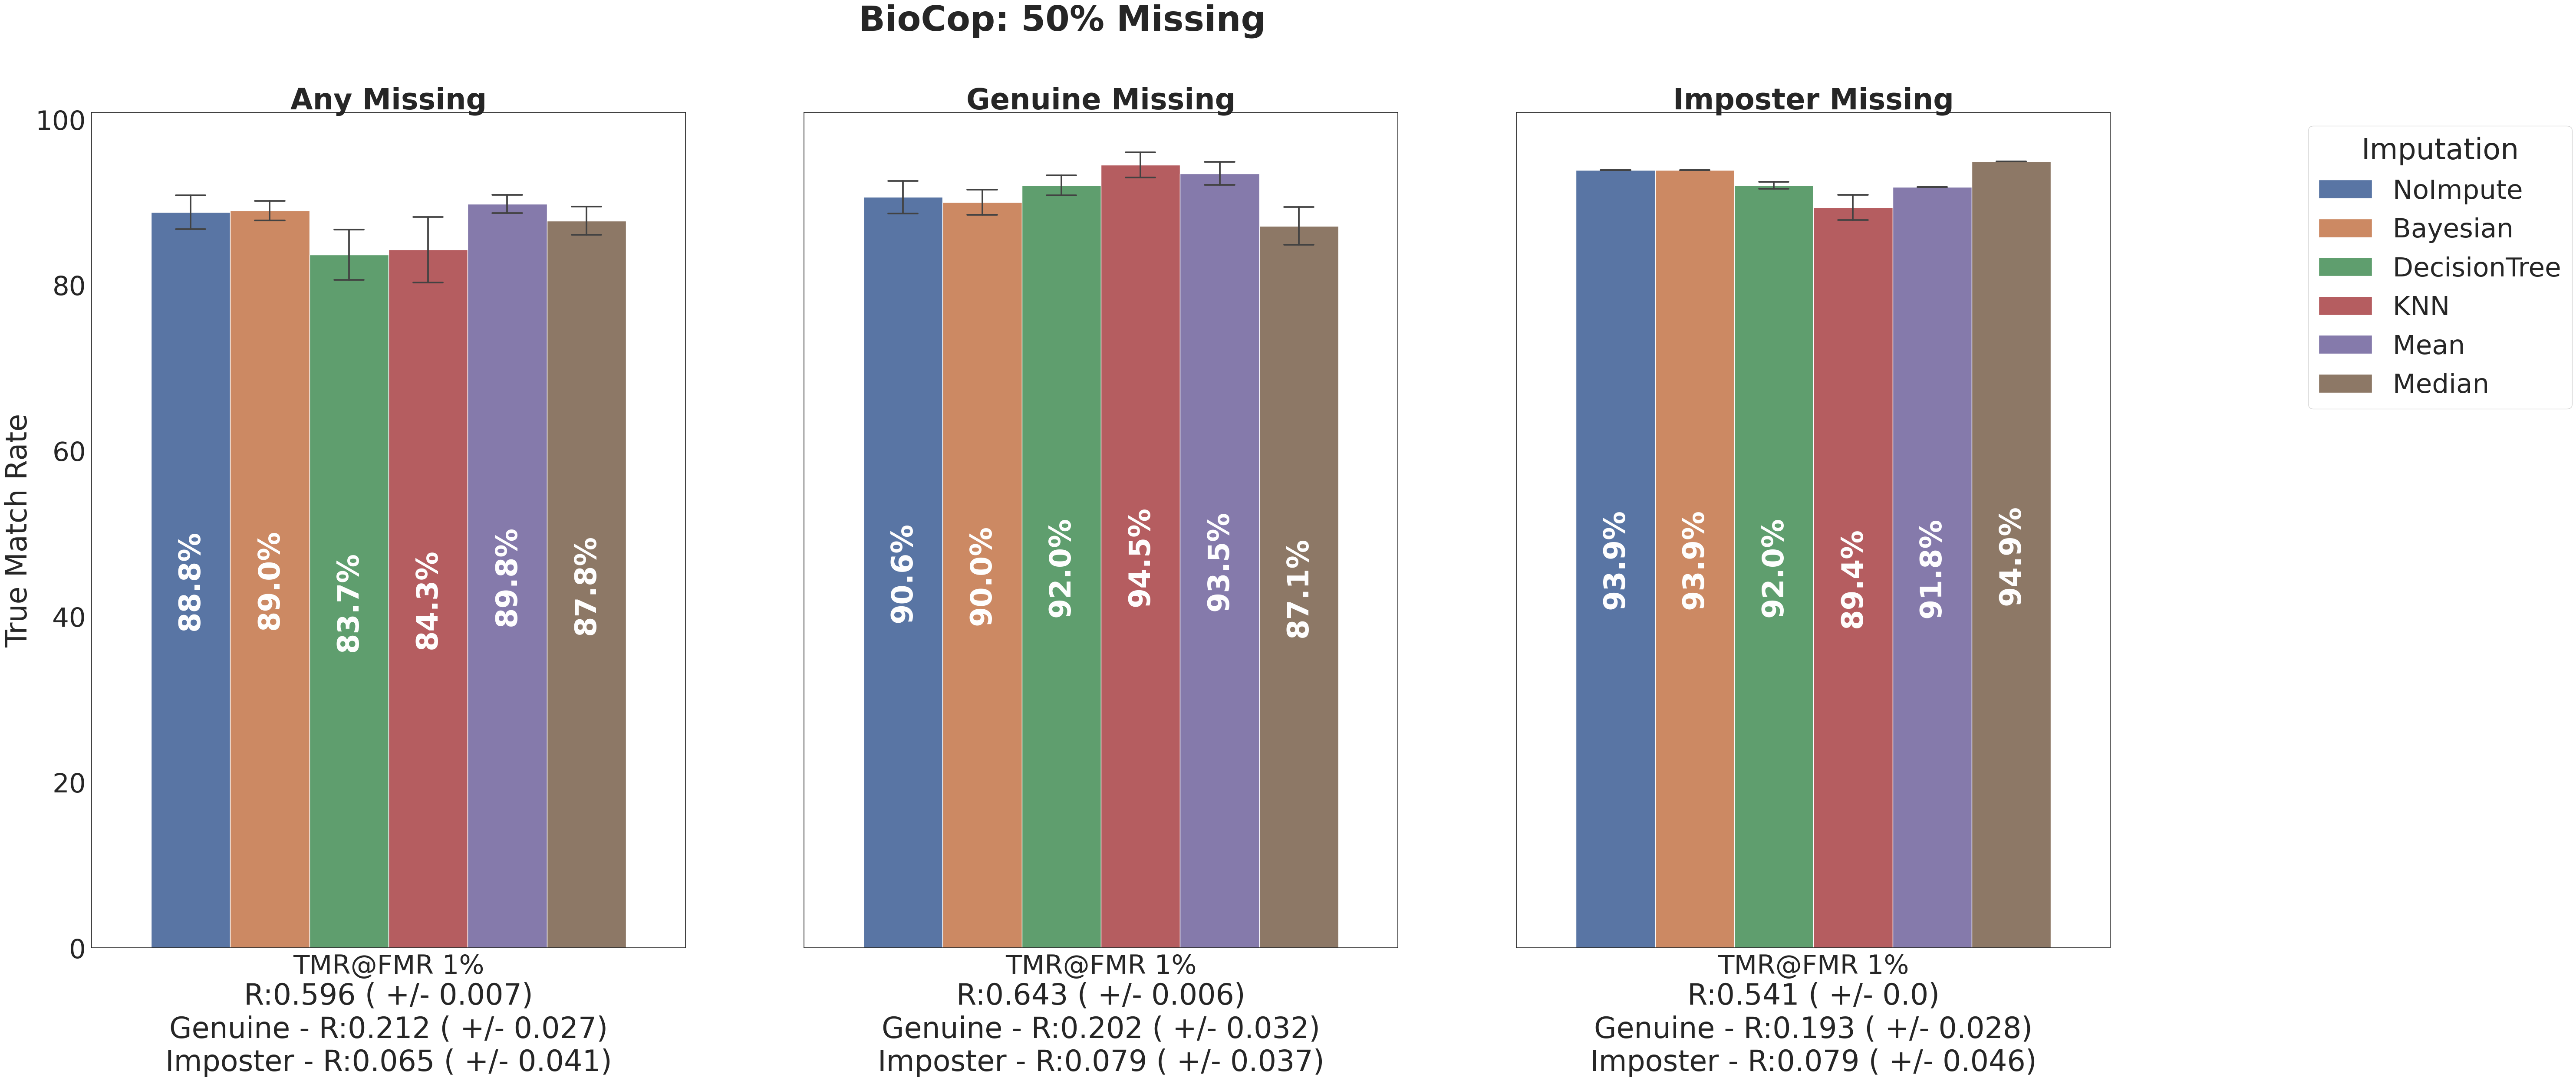 BioCop: 50% Missing
Any Missing
Genuine Missing
Imposter Missing
True Match Rate
100
80
60
40
20
0
88.8%
89.0%
83.7%
84.3%
89.8%
87.8%
90.6%
90.0%
92.0%
94.5%
93.5%
87.1%
93.9%
93.9%
92.0%
89.4%
91.8%
94.9%
TMR@FMR 1%
R:0.596 ( +/- 0.007)
Genuine - R:0.212 ( +/- 0.027)
Imposter - R:0.065 ( +/- 0.041)
TMR@FMR 1%
R:0.643 ( +/- 0.006)
Genuine - R:0.202 ( +/- 0.032)
Imposter - R:0.079 ( +/- 0.037)
TMR@FMR 1%
R:0.541 ( +/- 0.0)
Genuine - R:0.193 ( +/- 0.028)
Imposter - R:0.079 ( +/- 0.046)
Imputation
NoImpute
Bayesian
DecisionTree
KNN
Mean
Median